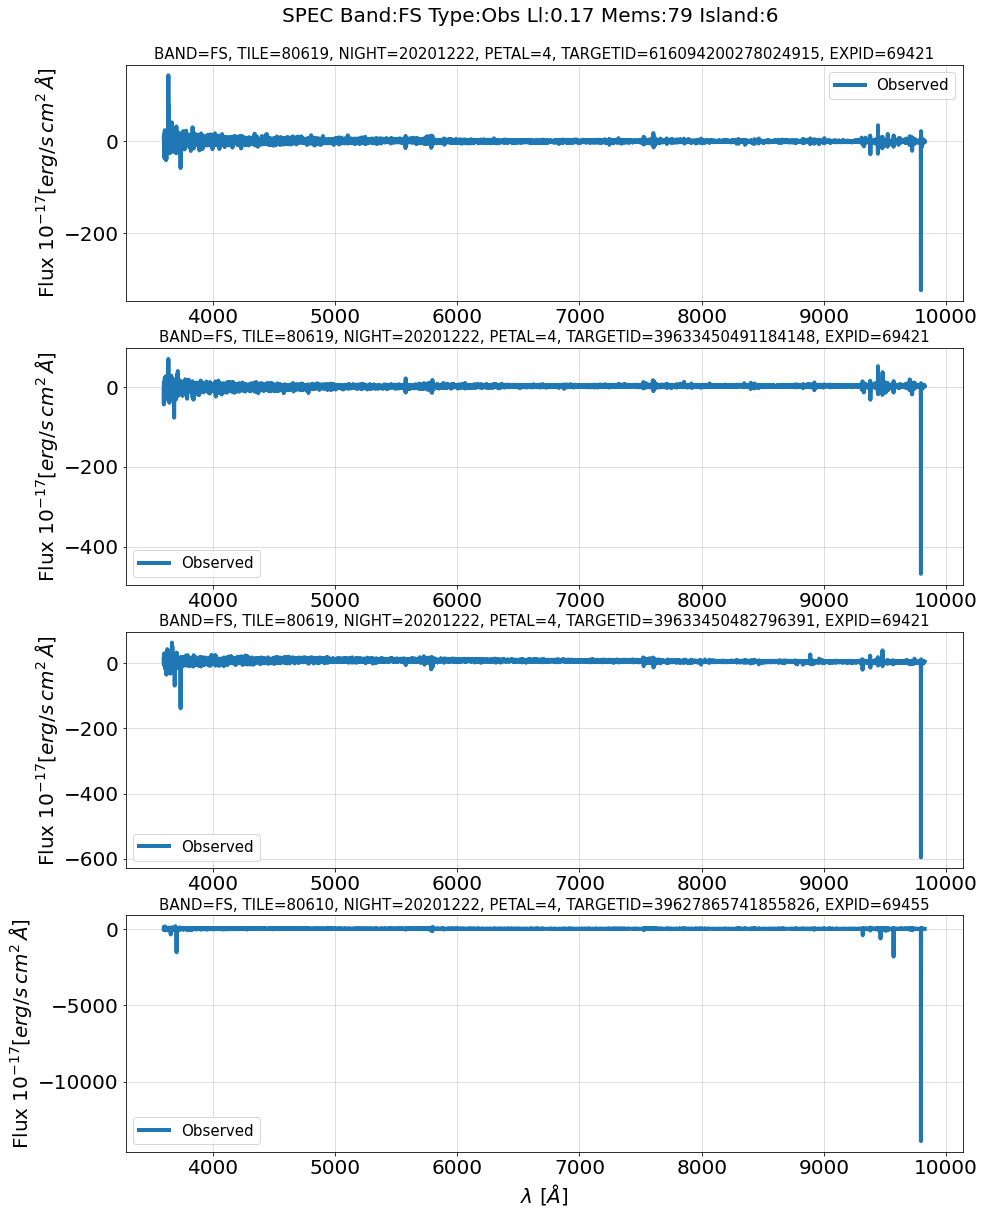 SPEC Band:FS Type:Obs Ll:0.17 Mems:79 Island:6
BAND=FS, TILE=80619, NIGHT=20201222, PETAL=4, TARGETID=616094200278024915, EXPID=69421
Observed
0
−200
Flux 10⁻¹⁷[erg/s cm² Å]
4000 5000 6000 7000 8000 9000 10000
BAND=FS, TILE=80619, NIGHT=20201222, PETAL=4, TARGETID=39633450491184148, EXPID=69421
0
−200
−400
Flux 10⁻¹⁷[erg/s cm² Å]
Observed
4000 5000 6000 7000 8000 9000 10000
BAND=FS, TILE=80619, NIGHT=20201222, PETAL=4, TARGETID=39633450482796391, EXPID=69421
0
−200
−400
−600
Flux 10⁻¹⁷[erg/s cm² Å]
Observed
4000 5000 6000 7000 8000 9000 10000
BAND=FS, TILE=80610, NIGHT=20201222, PETAL=4, TARGETID=39627865741855826, EXPID=69455
0
−5000
−10000
Flux 10⁻¹⁷[erg/s cm² Å]
Observed
4000 5000 6000 7000 8000 9000 10000
λ [Å]